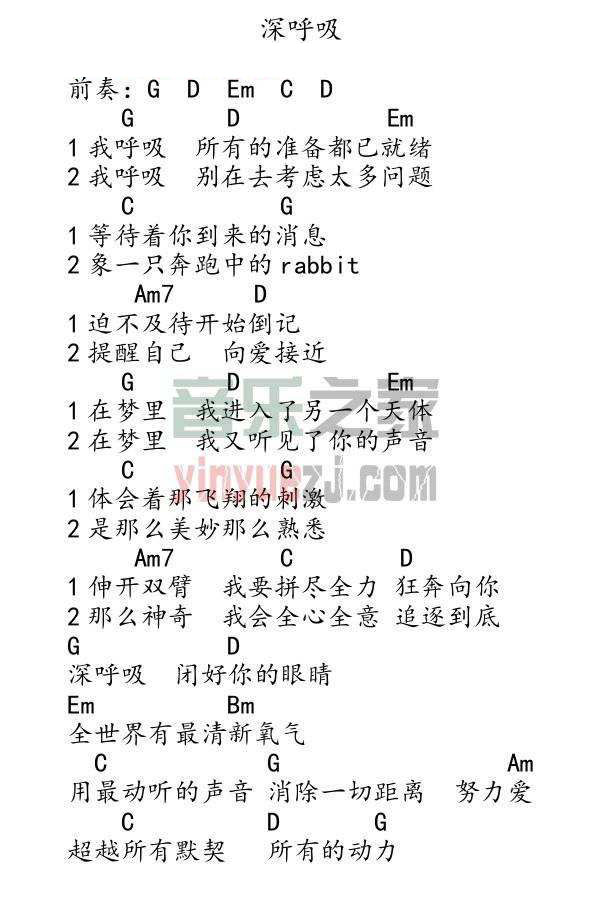 深呼吸
前奏：G D Em C D
G D Em
1 我呼吸 所有的准备都已就绪
2 我呼吸 别在去考虑太多问题
C G
1 等待着你到来的消息
2 象一只奔跑中的 rabbit
Am7 D
1 迫不及待开始倒记
2 提醒自己 向爱接近
G D Em
1 在梦里 我进入了另一个天体
2 在梦里 我又听见了你的声音
音乐之家
yinyuezj.com
C G
1 体会着那飞翔的刺激
2 是那么美妙那么熟悉
Am7 C D
1 伸开双臂 我要拼尽全力 狂奔向你
2 那么神奇 我会全心全意 追逐到底
G D
深呼吸 闭好你的眼睛
Em Bm
全世界有最清新氧气
C G Am
用最动听的声音 消除一切距离 努力爱
C D G
超越所有默契 所有的动力